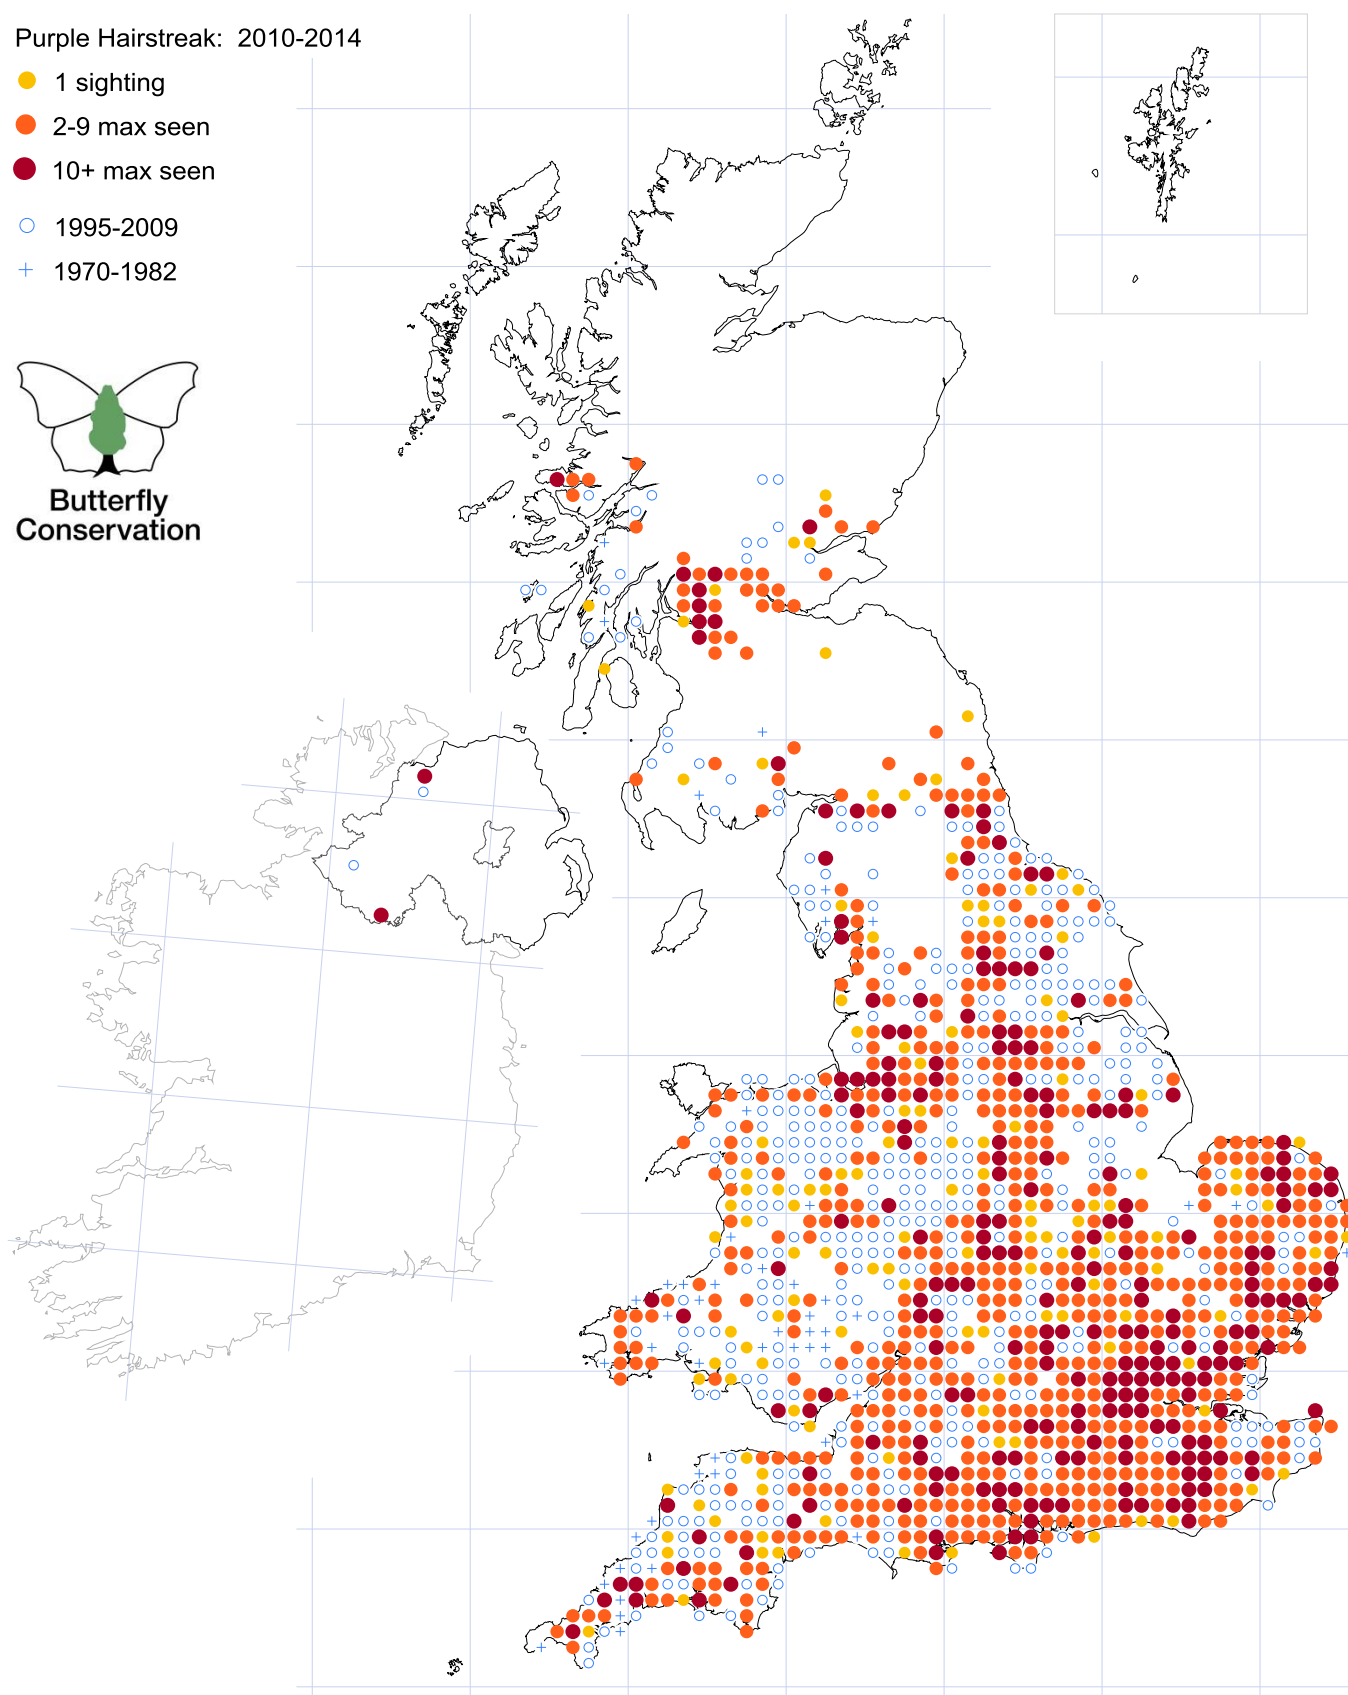 Purple Hairstreak: 2010-2014
1 sighting
2-9 max seen
10+ max seen
1995-2009
1970-1982
Butterfly
Conservation